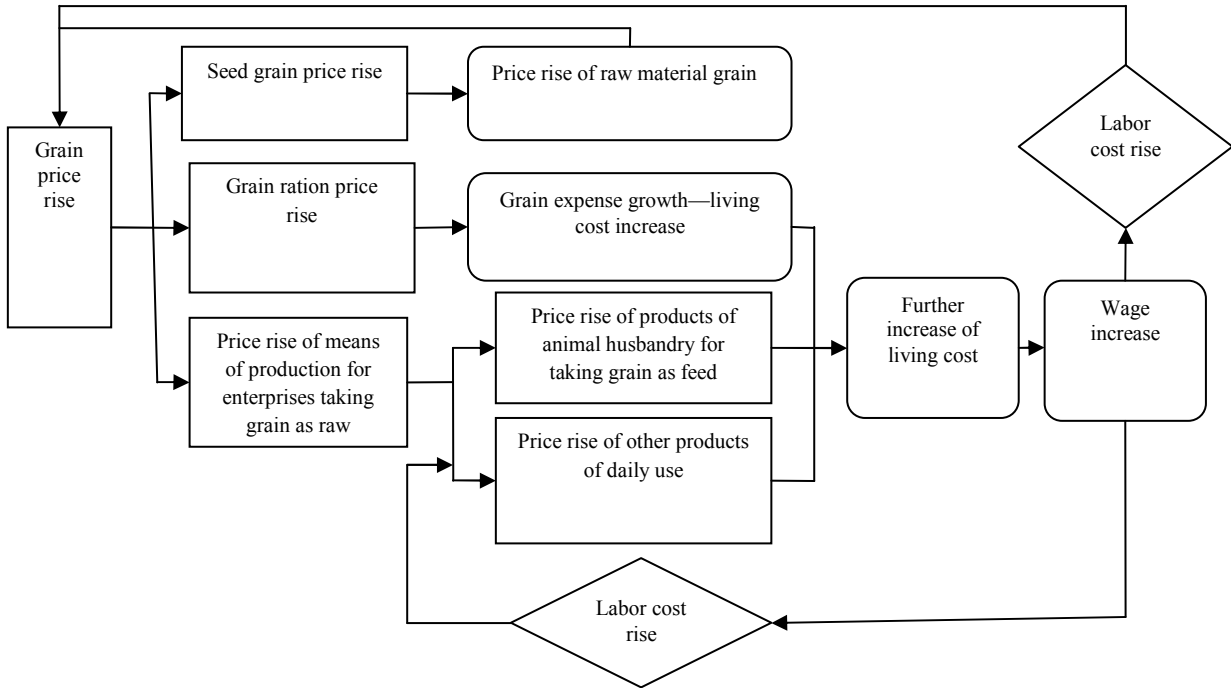 Seed grain price rise
Price rise of raw material grain
Labor
cost rise
Grain
price
rise
Grain ration price
rise
Grain expense growth—living
cost increase
Price rise of means
of production for
enterprises taking
grain as raw
Price rise of products of
animal husbandry for
taking grain as feed
Further
increase of
living cost
Wage
increase
Price rise of other products
of daily use
Labor cost
rise